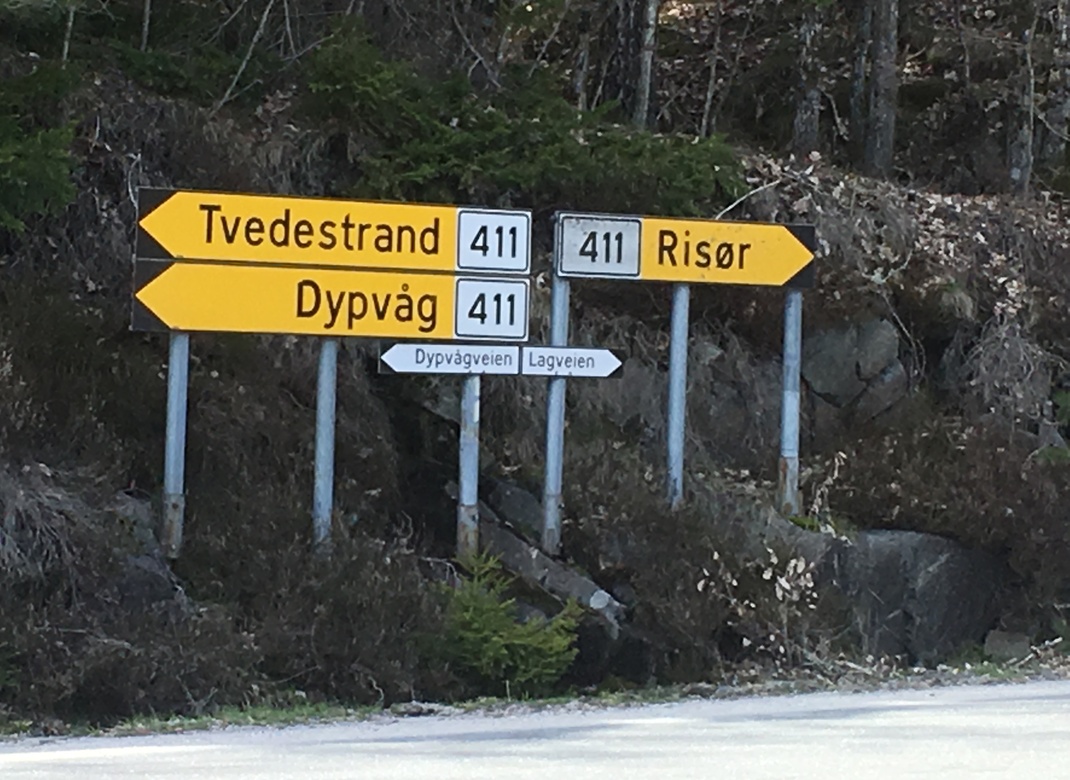 Tvedestrand 411
Dypvåg 411
411 Risør
Dypvågveien
Lagveien